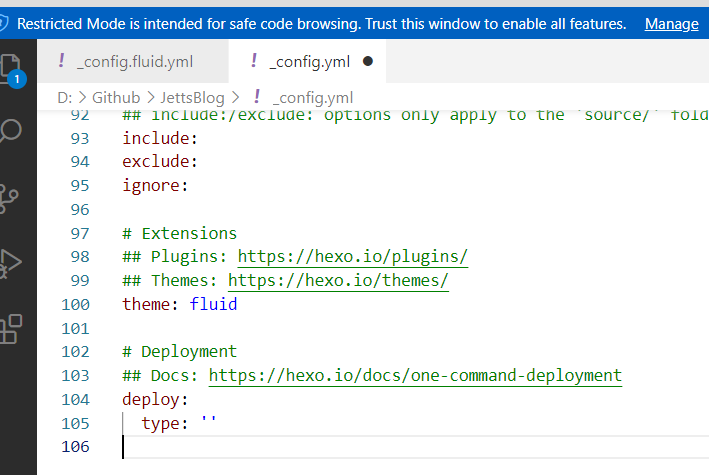 Restricted Mode is intended for safe code browsing. Trust this window to enable all features. Manage
! _config.fluid.yml ! _config.yml ●
1
D: > Github > JettsBlog > ! _config.yml
92 ## include:/exclude: options only apply to the 'source/' fold
93 include:
94 exclude:
95 ignore:
96
97 # Extensions
98 ## Plugins: https://hexo.io/plugins/
99 ## Themes: https://hexo.io/themes/
100 theme: fluid
101
102 # Deployment
103 ## Docs: https://hexo.io/docs/one-command-deployment
104 deploy:
105 type: ''
106